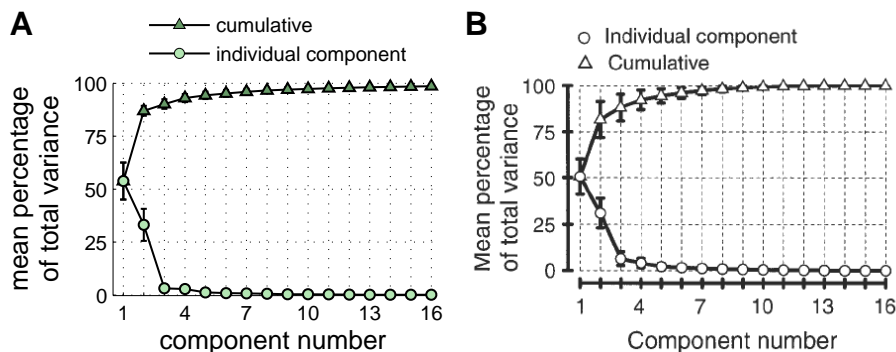 A
cumulative
individual component
mean percentage
of total variance
100
75
50
25
0
1 4 7 10 13 16
component number
B
Individual component
Cumulative
Mean percentage
of total variance
100
75
50
25
0
1 4 7 10 13 16
Component number